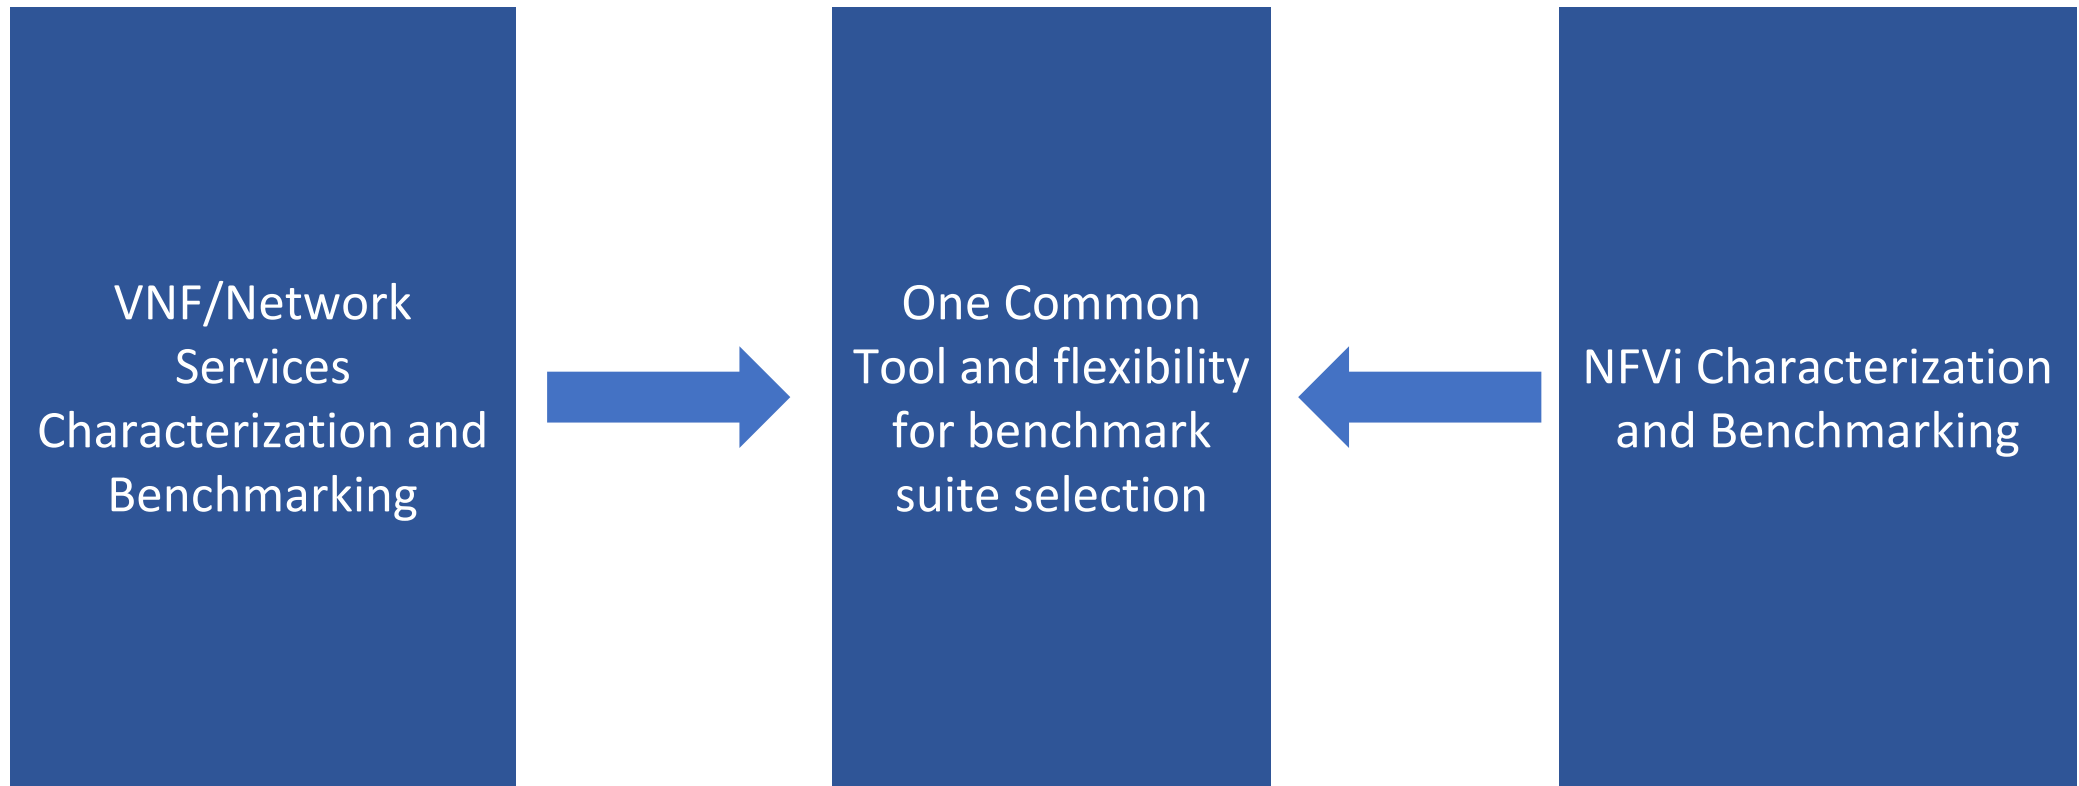 VNF/Network
Services
Characterization and
Benchmarking
One Common
Tool and flexibility
for benchmark
suite selection
NFVi Characterization
and Benchmarking